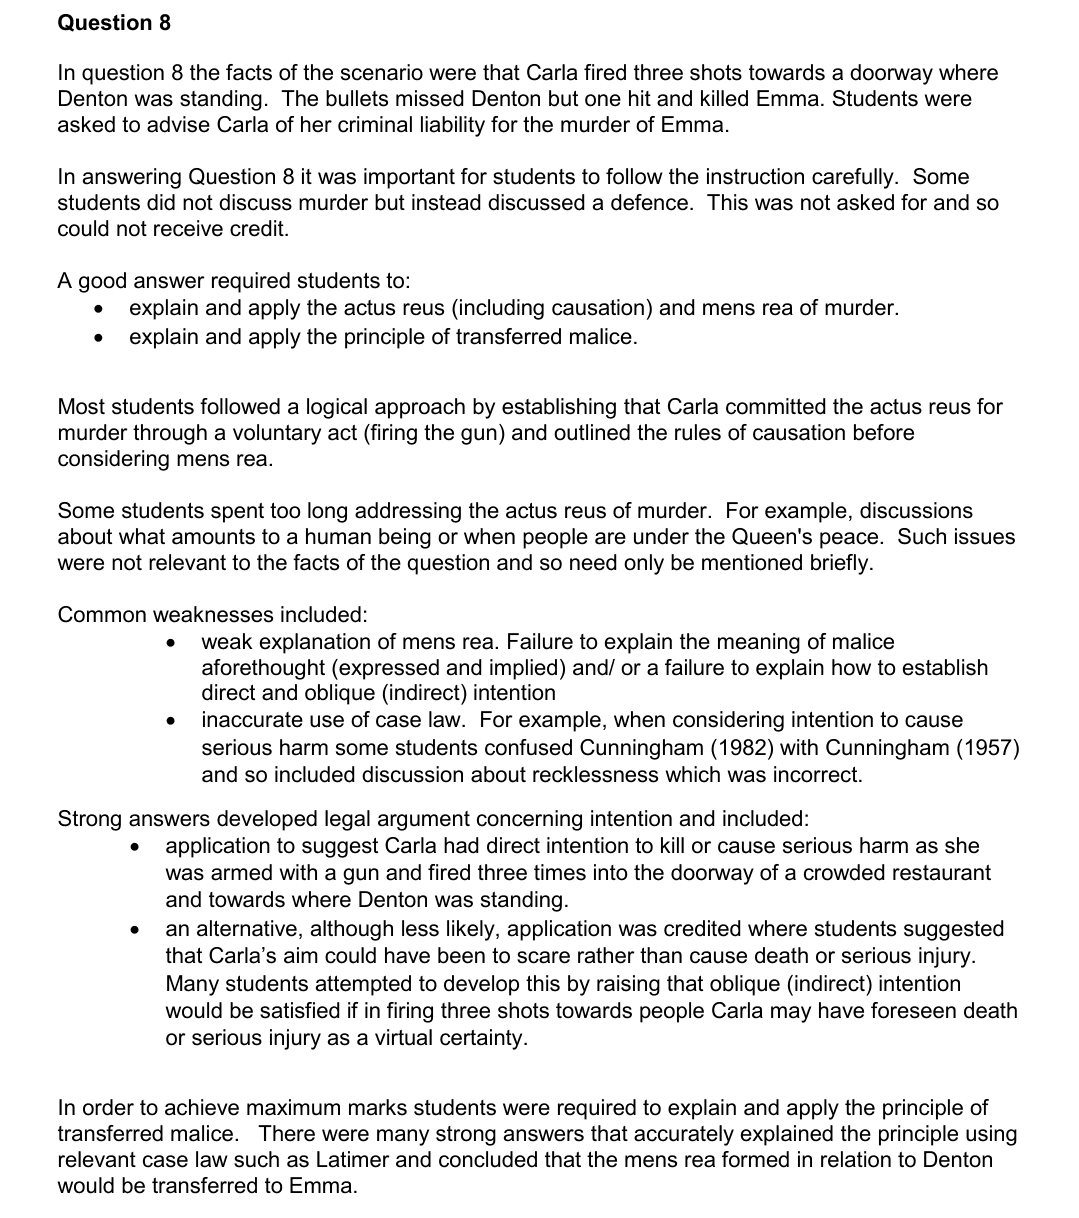 Question 8
In question 8 the facts of the scenario were that Carla fired three shots towards a doorway where
Denton was standing.  The bullets missed Denton but one hit and killed Emma. Students were
asked to advise Carla of her criminal liability for the murder of Emma.
In answering Question 8 it was important for students to follow the instruction carefully.  Some
students did not discuss murder but instead discussed a defence.  This was not asked for and so
could not receive credit.
A good answer required students to:
• explain and apply the actus reus (including causation) and mens rea of murder.
• explain and apply the principle of transferred malice.
Most students followed a logical approach by establishing that Carla committed the actus reus for
murder through a voluntary act (firing the gun) and outlined the rules of causation before
considering mens rea.
Some students spent too long addressing the actus reus of murder.  For example, discussions
about what amounts to a human being or when people are under the Queen's peace.  Such issues
were not relevant to the facts of the question and so need only be mentioned briefly.
Common weaknesses included:
• weak explanation of mens rea. Failure to explain the meaning of malice
aforethought (expressed and implied) and/ or a failure to explain how to establish
direct and oblique (indirect) intention
• inaccurate use of case law.  For example, when considering intention to cause
serious harm some students confused Cunningham (1982) with Cunningham (1957)
and so included discussion about recklessness which was incorrect.
Strong answers developed legal argument concerning intention and included:
• application to suggest Carla had direct intention to kill or cause serious harm as she
was armed with a gun and fired three times into the doorway of a crowded restaurant
and towards where Denton was standing.
• an alternative, although less likely, application was credited where students suggested
that Carla’s aim could have been to scare rather than cause death or serious injury.
Many students attempted to develop this by raising that oblique (indirect) intention
would be satisfied if in firing three shots towards people Carla may have foreseen death
or serious injury as a virtual certainty.
In order to achieve maximum marks students were required to explain and apply the principle of
transferred malice.   There were many strong answers that accurately explained the principle using
relevant case law such as Latimer and concluded that the mens rea formed in relation to Denton
would be transferred to Emma.